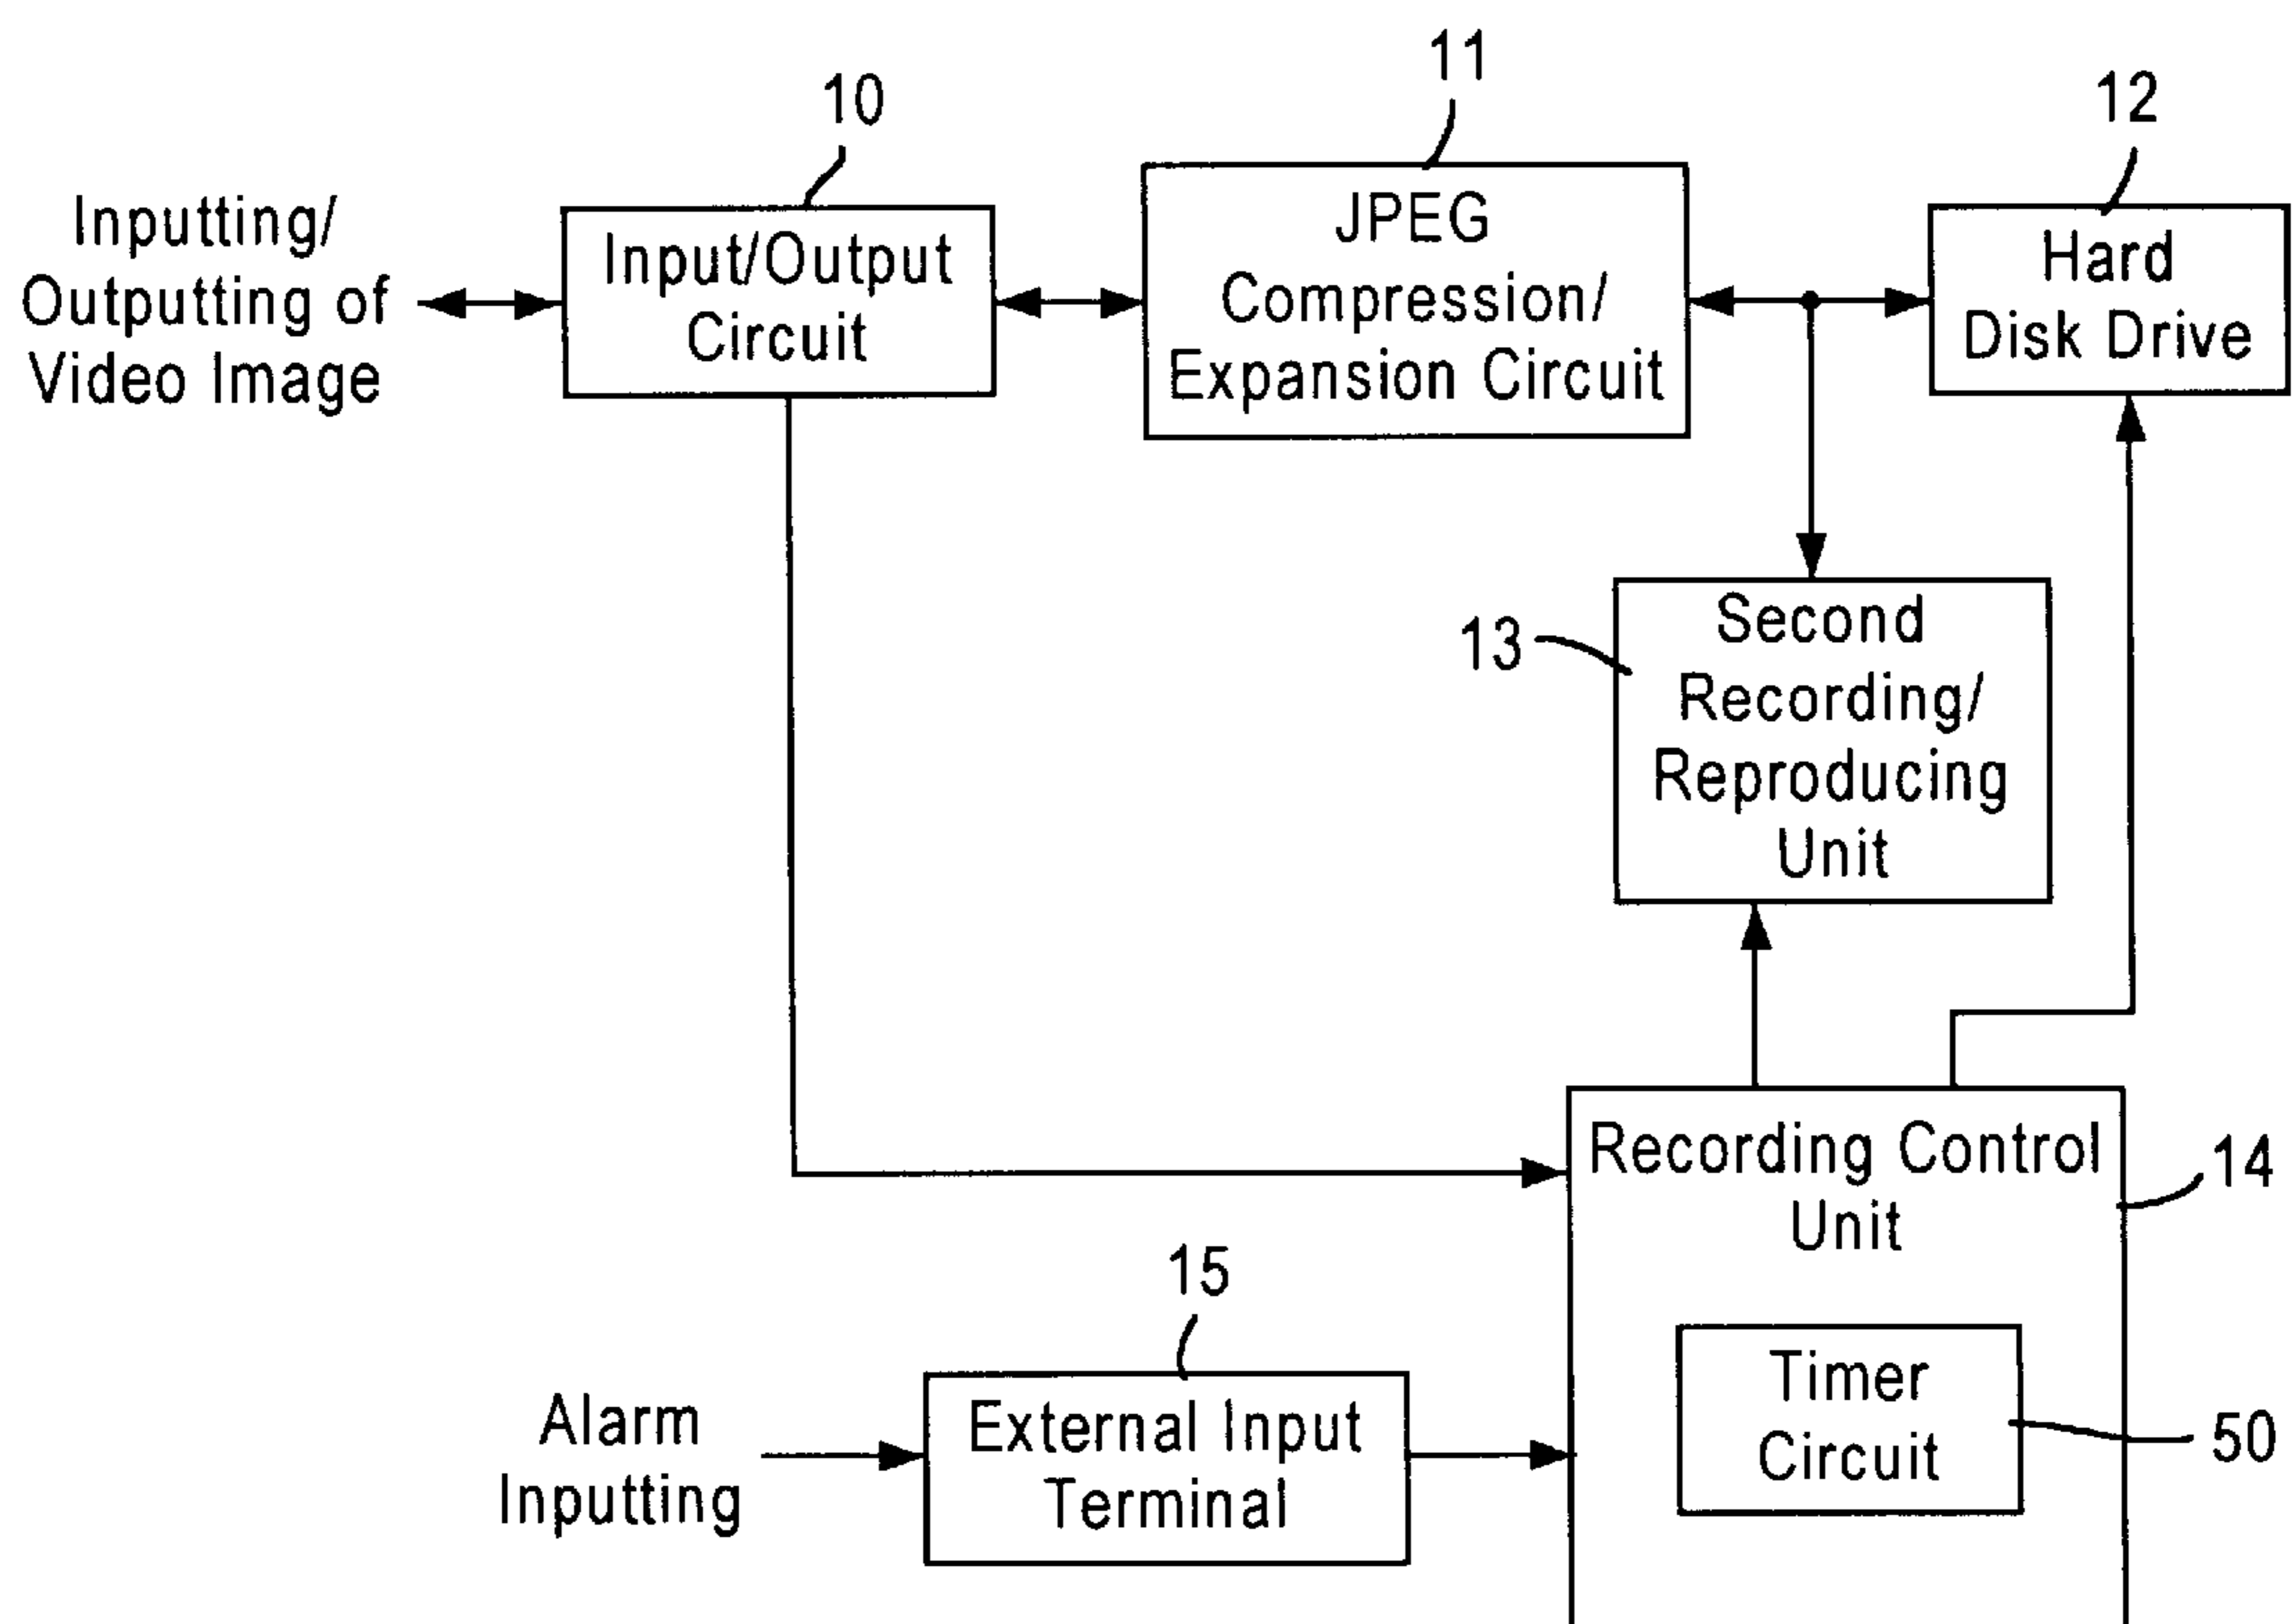 11
10
12
Inputting/
Outputting of
Video Image
Input/Output
Circuit
JPEG
Compression/
Expansion Circuit
Hard
Disk Drive
13
Second
Recording/
Reproducing
Unit
Recording Control
Unit
14
15
Alarm
Inputting
External Input
Terminal
Timer
Circuit
50